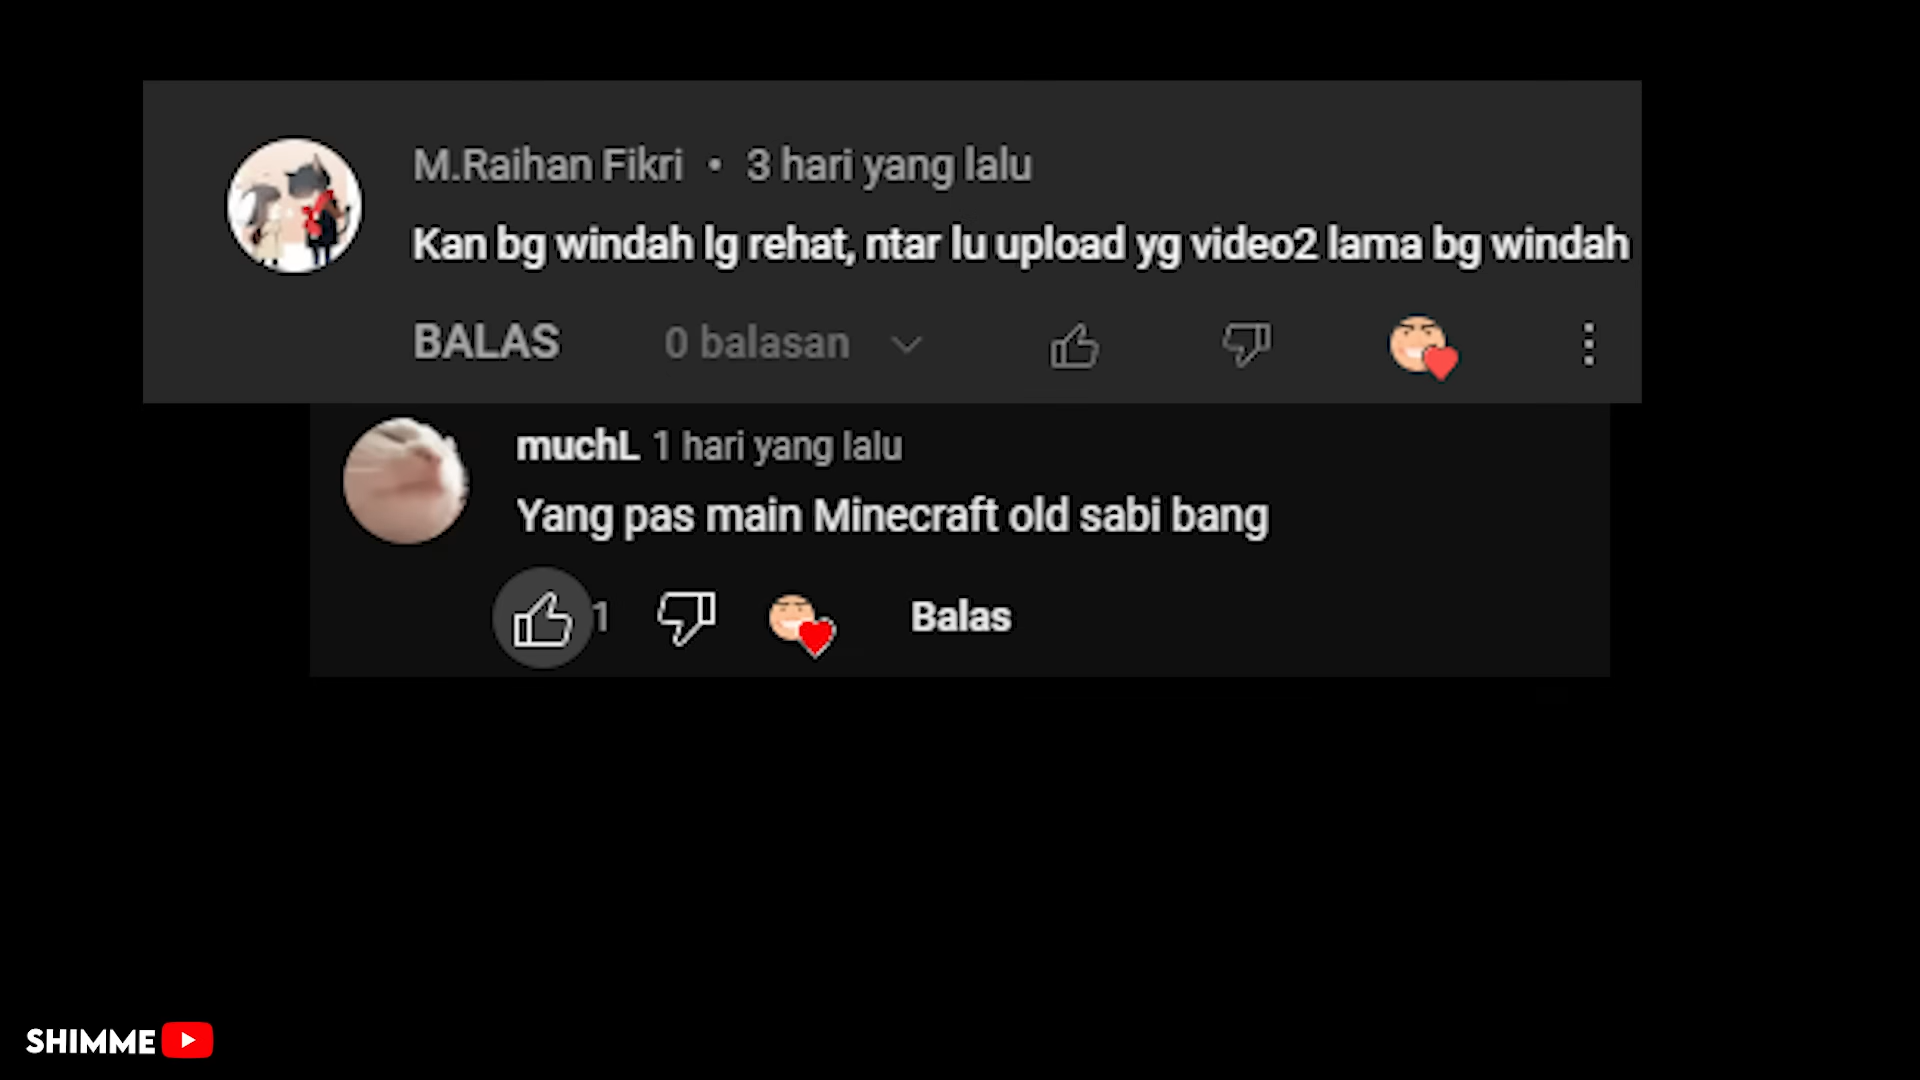 M.Raihan Fikri • 3 hari yang lalu
Kan bg windah lg rehat, ntar lu upload yg video2 lama bg windah
BALAS 0 balasan
muchL 1 hari yang lalu
Yang pas main Minecraft old sabi bang
1 Balas
SHIMME